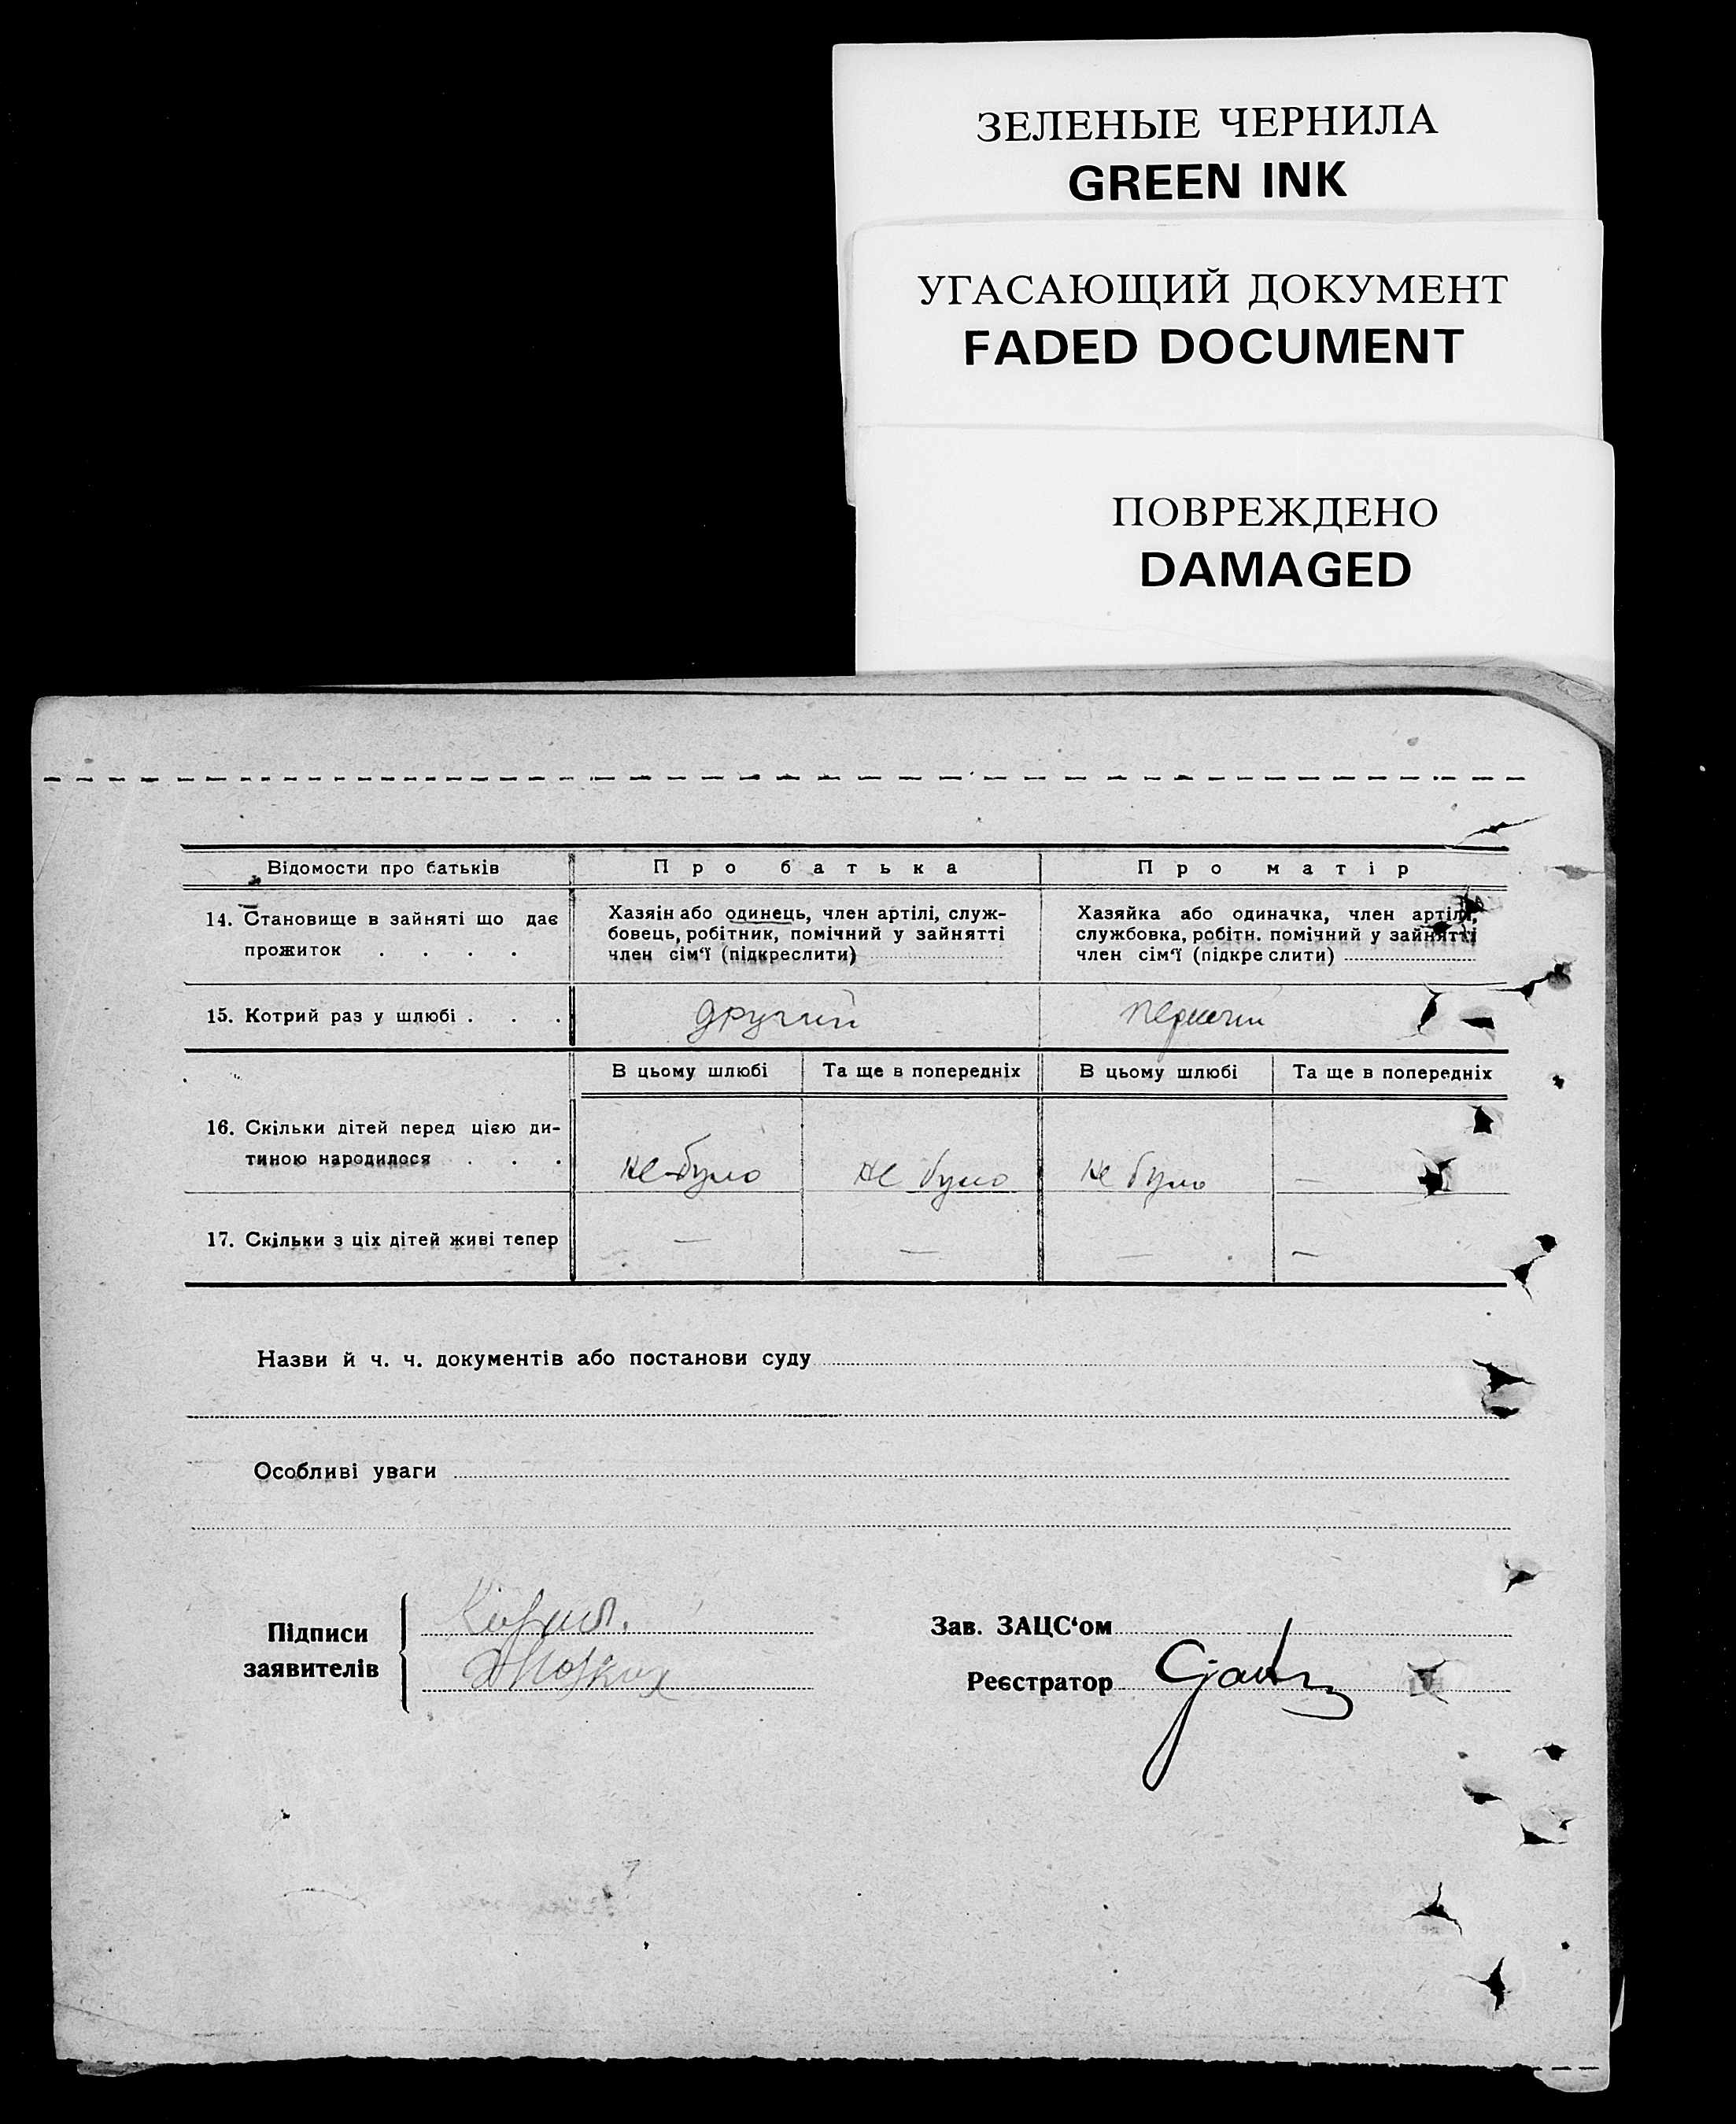 ЗЕЛЕНЫЕ ЧЕРНИЛА
GREEN INK
УГАСАЮЩИЙ ДОКУМЕНТ
FADED DOCUMENT
ПОВРЕЖДЕНО
DAMAGED
Відомости про батьків
Про батька
Про матір
14. Становище в зайняті що дає
прожиток . . . .
Хазяїн або одинець, член артілі, служ-
бовець, робітник, помічний у зайнятті
член сім‘ї (підкреслити)
Хазяйка або одиначка, член артілі,
службовка, робітн. помічний у зайнятті
член сім‘ї (підкреслити)
15. Котрий раз у шлюбі . . .
другий
первий
В цьому шлюбі
Та ще в попередніх
В цьому шлюбі
Та ще в попередніх
16. Скільки дітей перед цією ди-
тиною народилося . . .
не було
не було
не було
—
17. Скільки з ціх дітей живі тепер
—
—
—
—
Назви й ч. ч. документів або постанови суду
Особливі уваги
Підписи
заявителів
Зав. ЗАЦС‘ом
Реєстратор